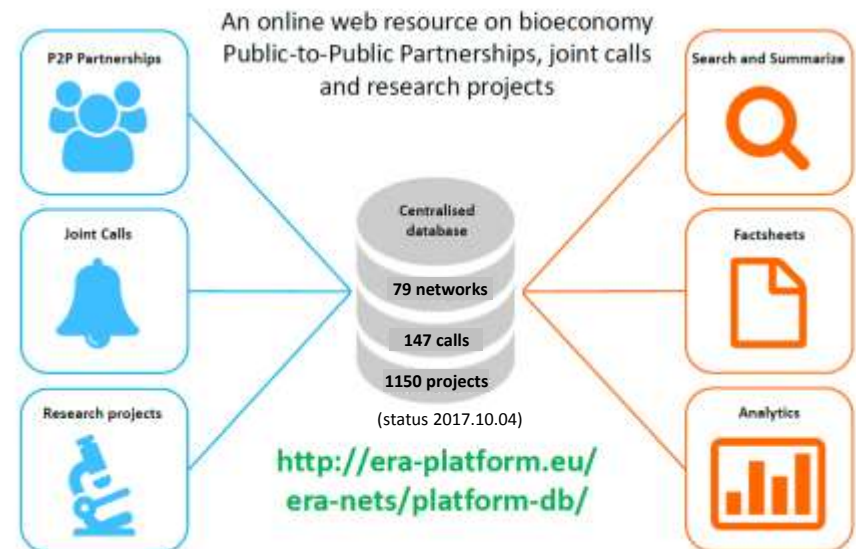 An online web resource on bioeconomy
Public-to-Public Partnerships, joint calls
and research projects
P2P Partnerships
Joint Calls
Research projects
Centralised
database
79 networks
147 calls
1150 projects
(status 2017.10.04)
http://era-platform.eu/
era-nets/platform-db/
Search and Summarize
Factsheets
Analytics